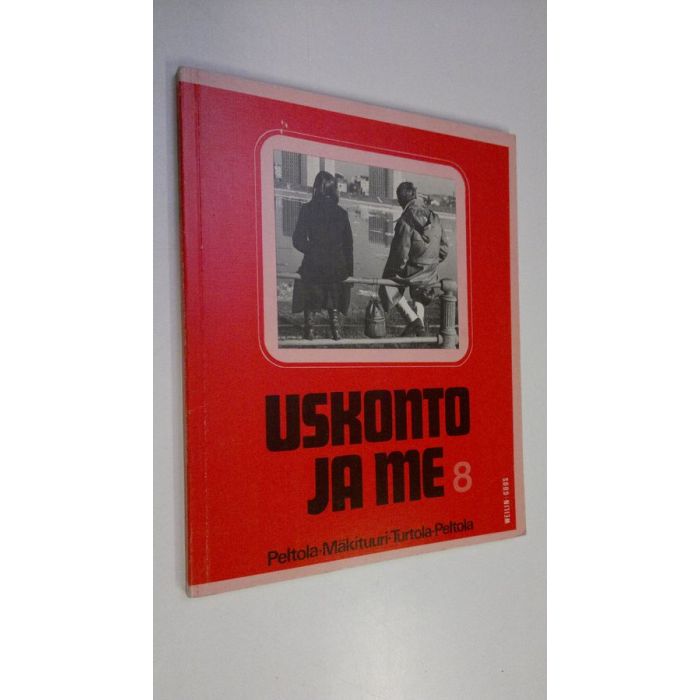 USKONTO
JA ME 8
Peltola-Mäkituuri-Turtola-Peltola
WEILIN+GÖÖS